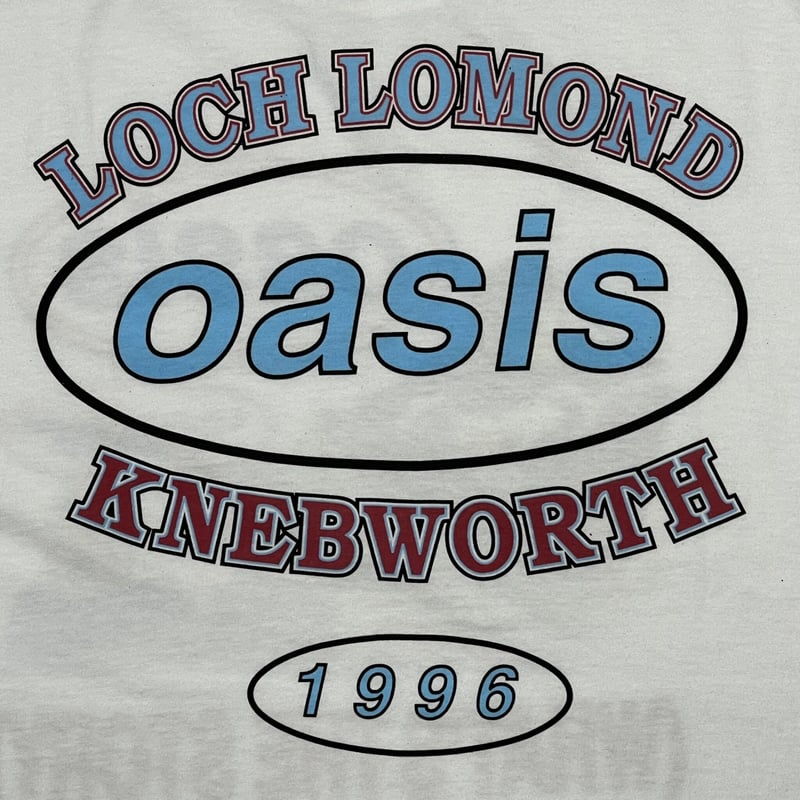 LOCH LOMOND
oasis
KNEBWORTH
1996